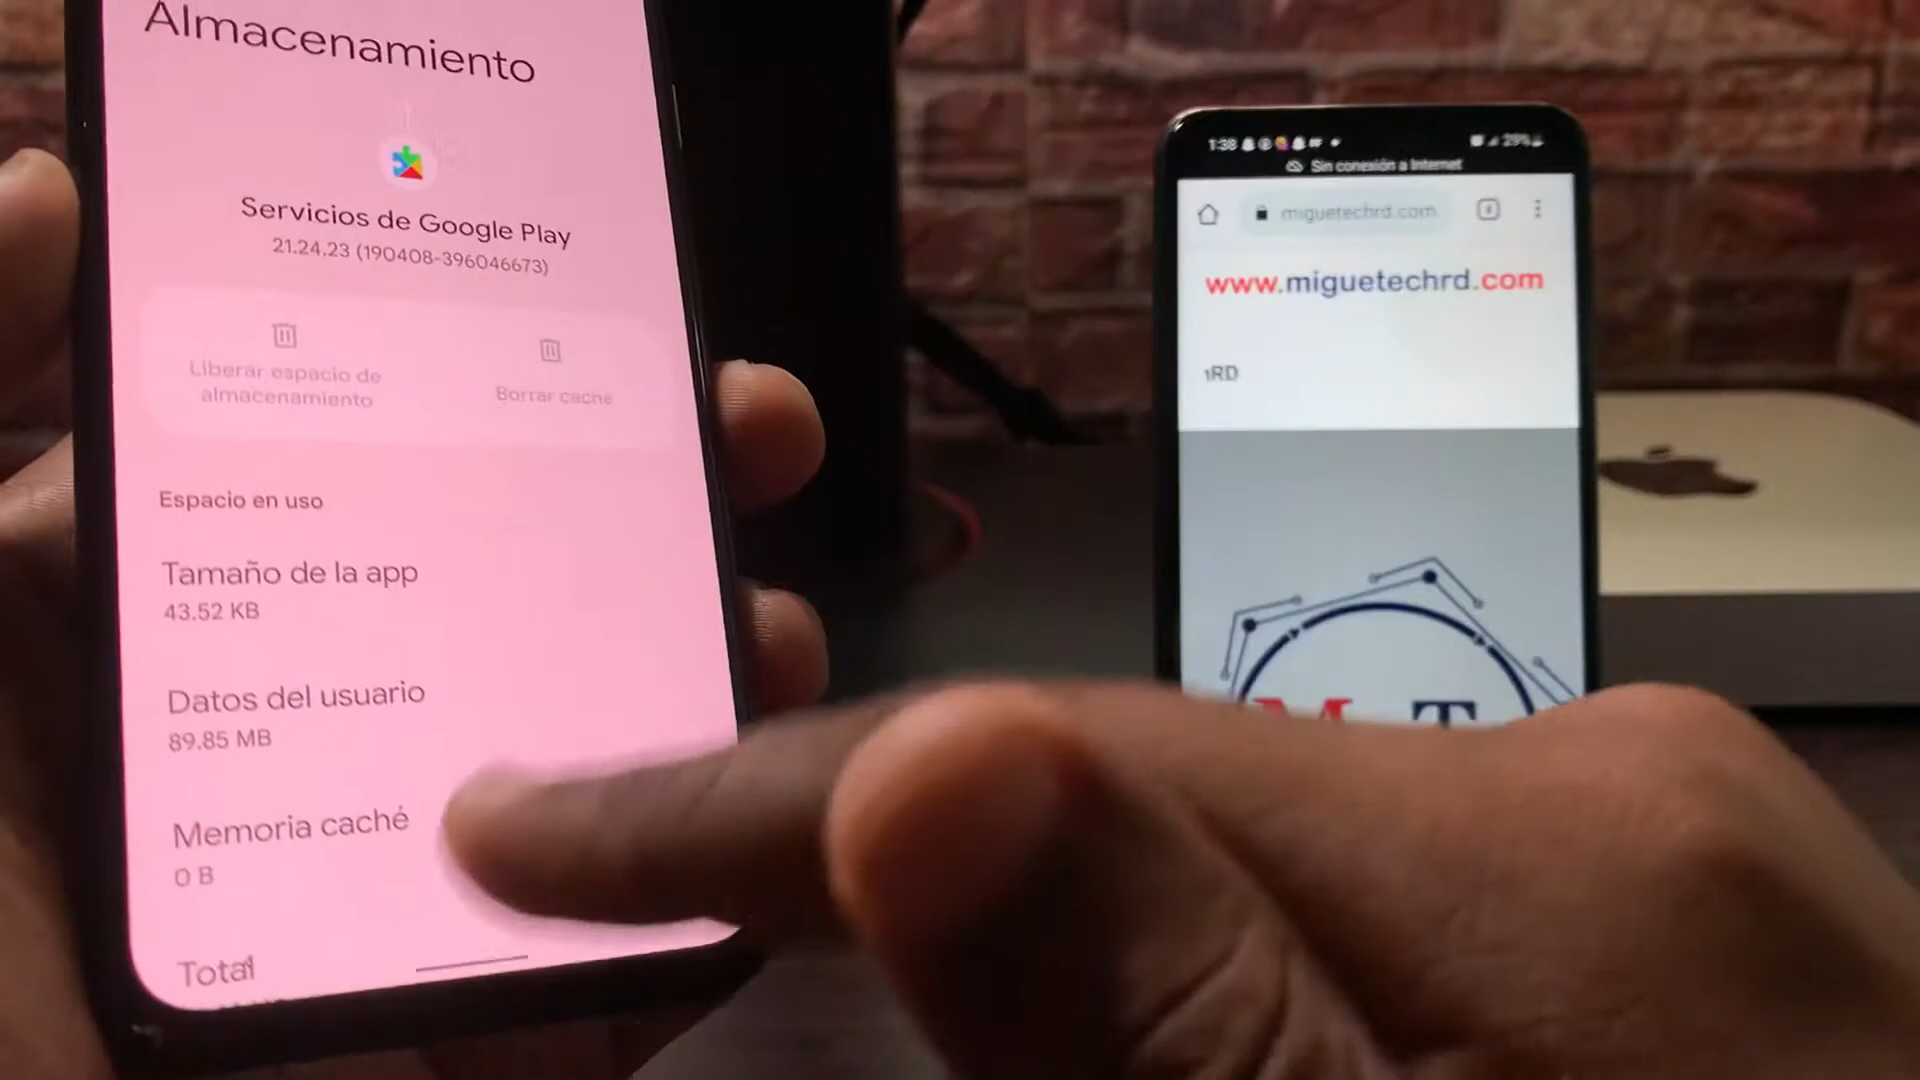 Almacenamiento
Servicios de Google Play
21.24.23 (190408-396046673)
Liberar espacio de
almacenamiento
Borrar caché
Espacio en uso
Tamaño de la app
43.52 KB
Datos del usuario
89.85 MB
Memoria caché
0 B
Total
1:38
29%
Sin conexión a Internet
miguetechrd.com
www.miguetechrd.com
RD
M T